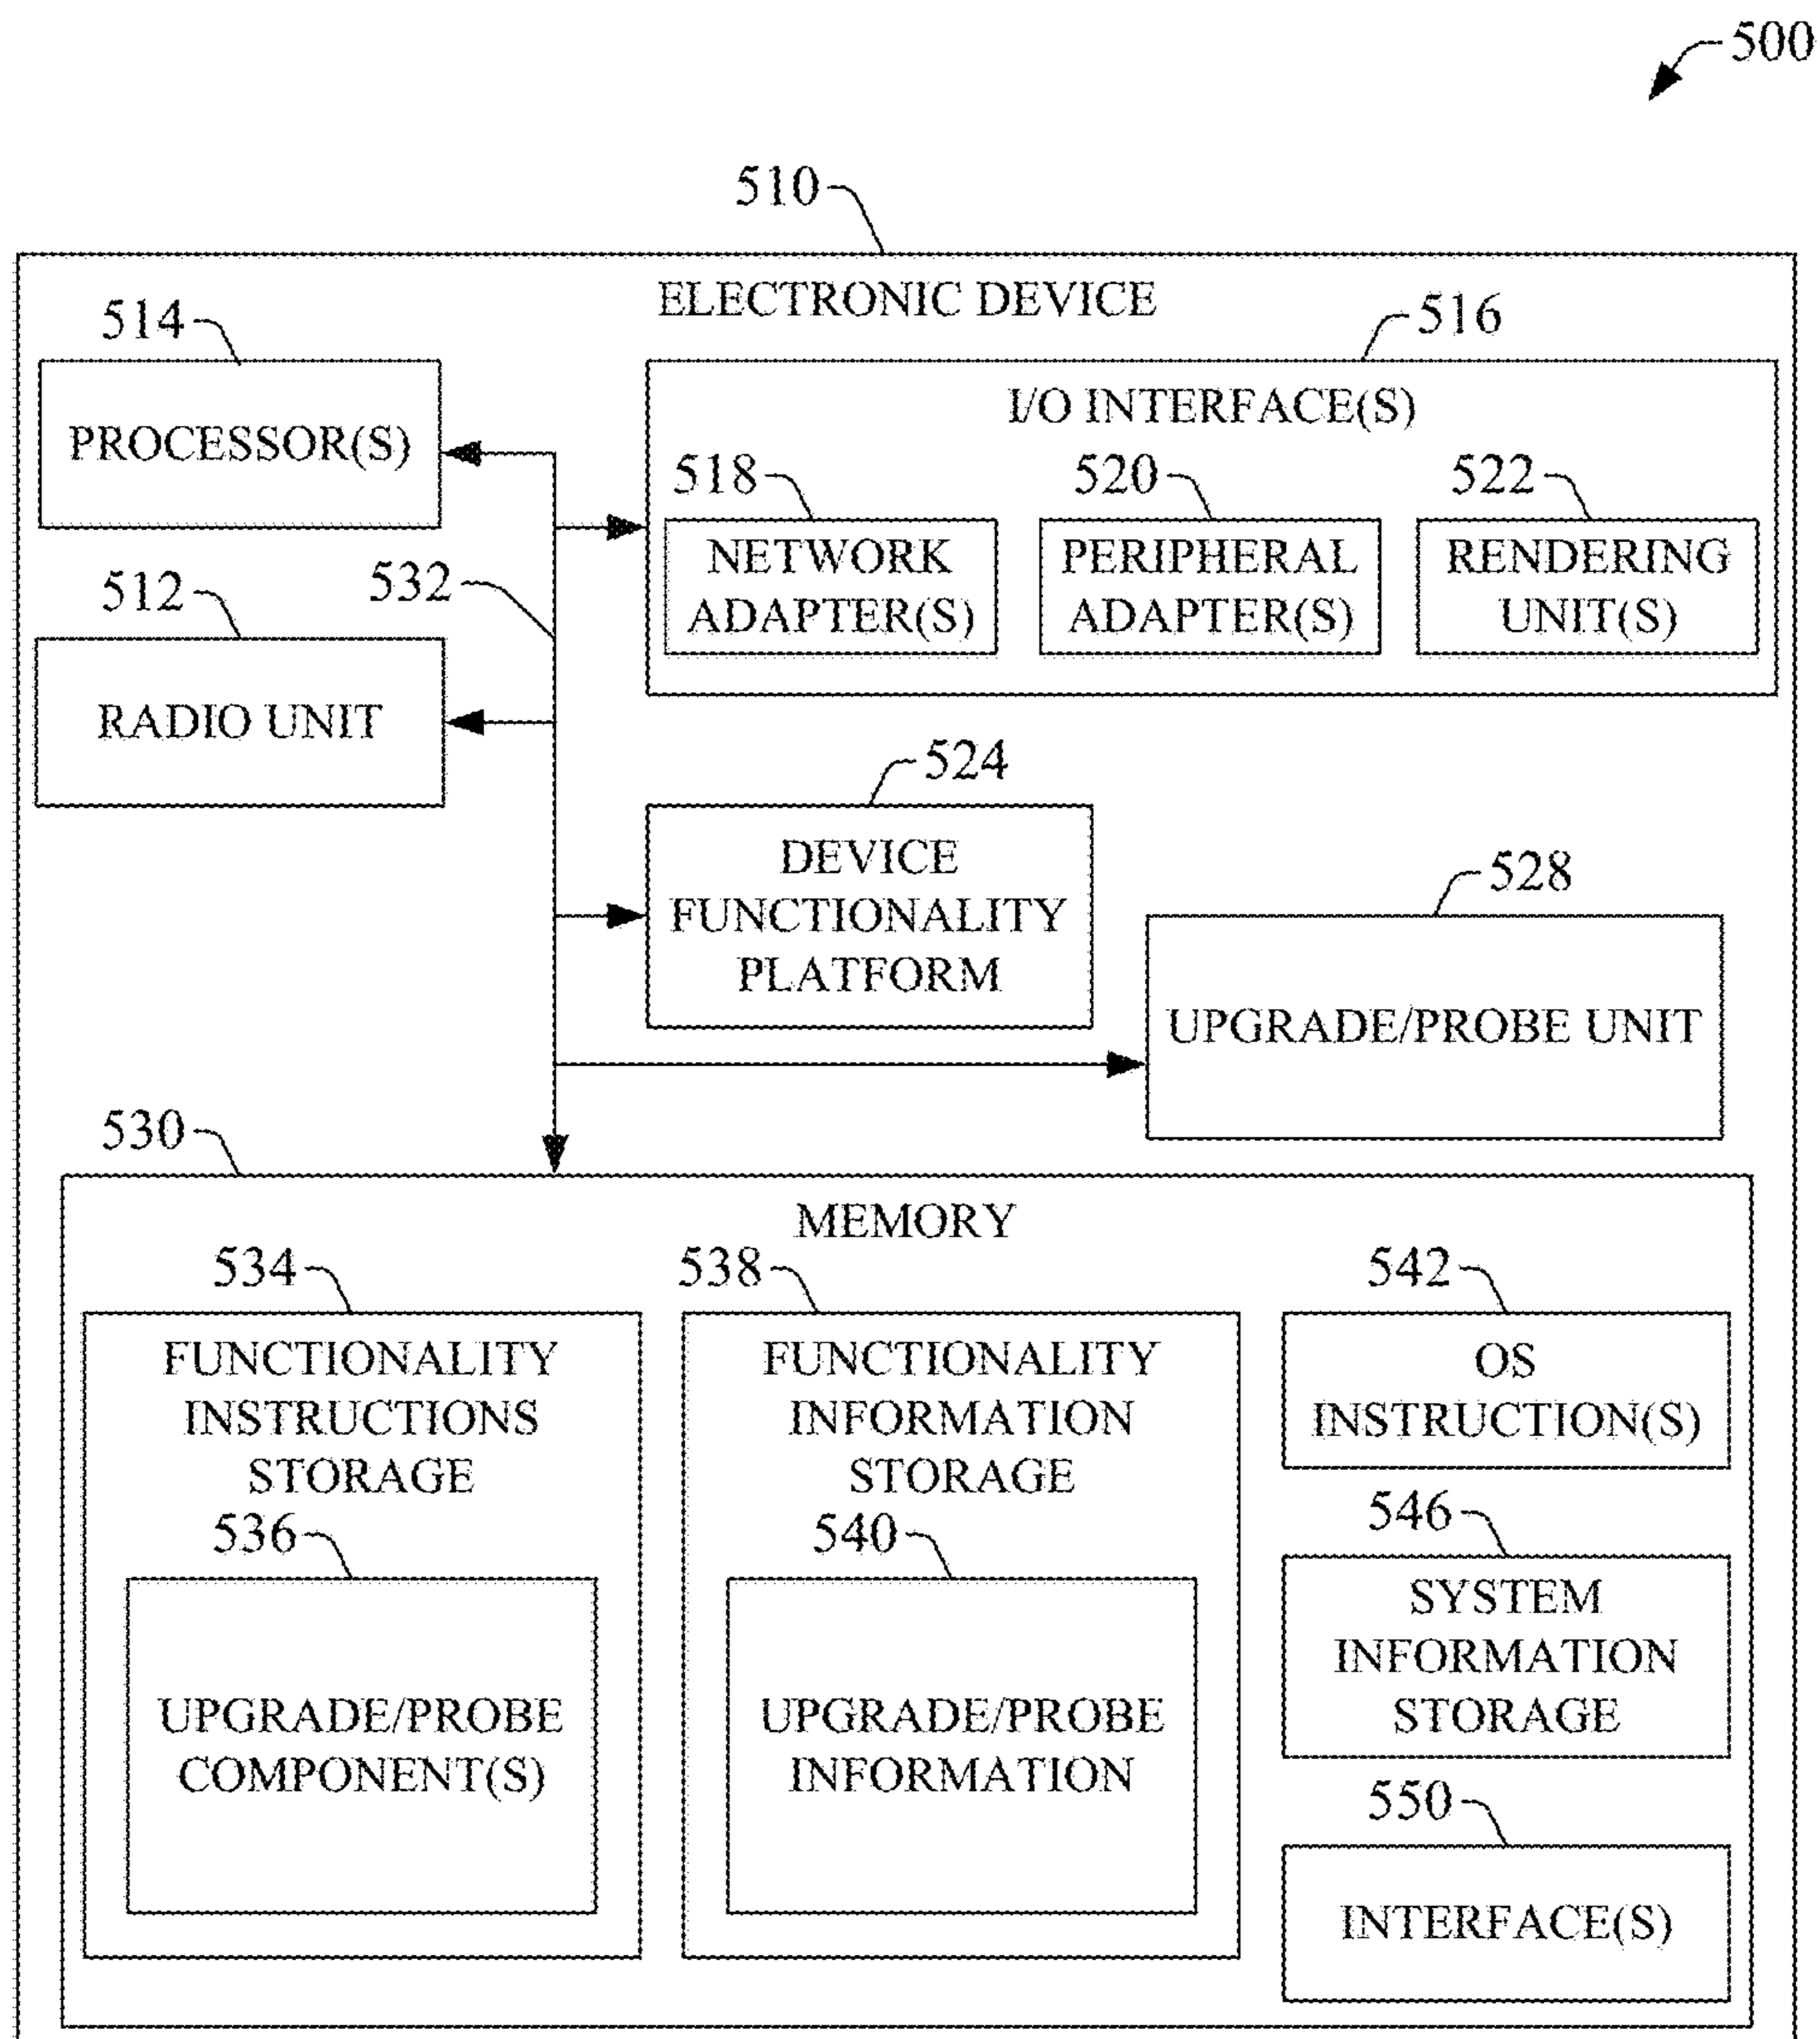 500
510
ELECTRONIC DEVICE
514
516
PROCESSOR(S)
I/O INTERFACE(S)
518
520
522
NETWORK
ADAPTER(S)
PERIPHERAL
ADAPTER(S)
RENDERING
UNIT(S)
512
532
RADIO UNIT
524
DEVICE
FUNCTIONALITY
PLATFORM
528
UPGRADE/PROBE UNIT
530
MEMORY
534
FUNCTIONALITY
INSTRUCTIONS
STORAGE
536
UPGRADE/PROBE
COMPONENT(S)
538
FUNCTIONALITY
INFORMATION
STORAGE
540
UPGRADE/PROBE
INFORMATION
542
OS
INSTRUCTION(S)
546
SYSTEM
INFORMATION
STORAGE
550
INTERFACE(S)